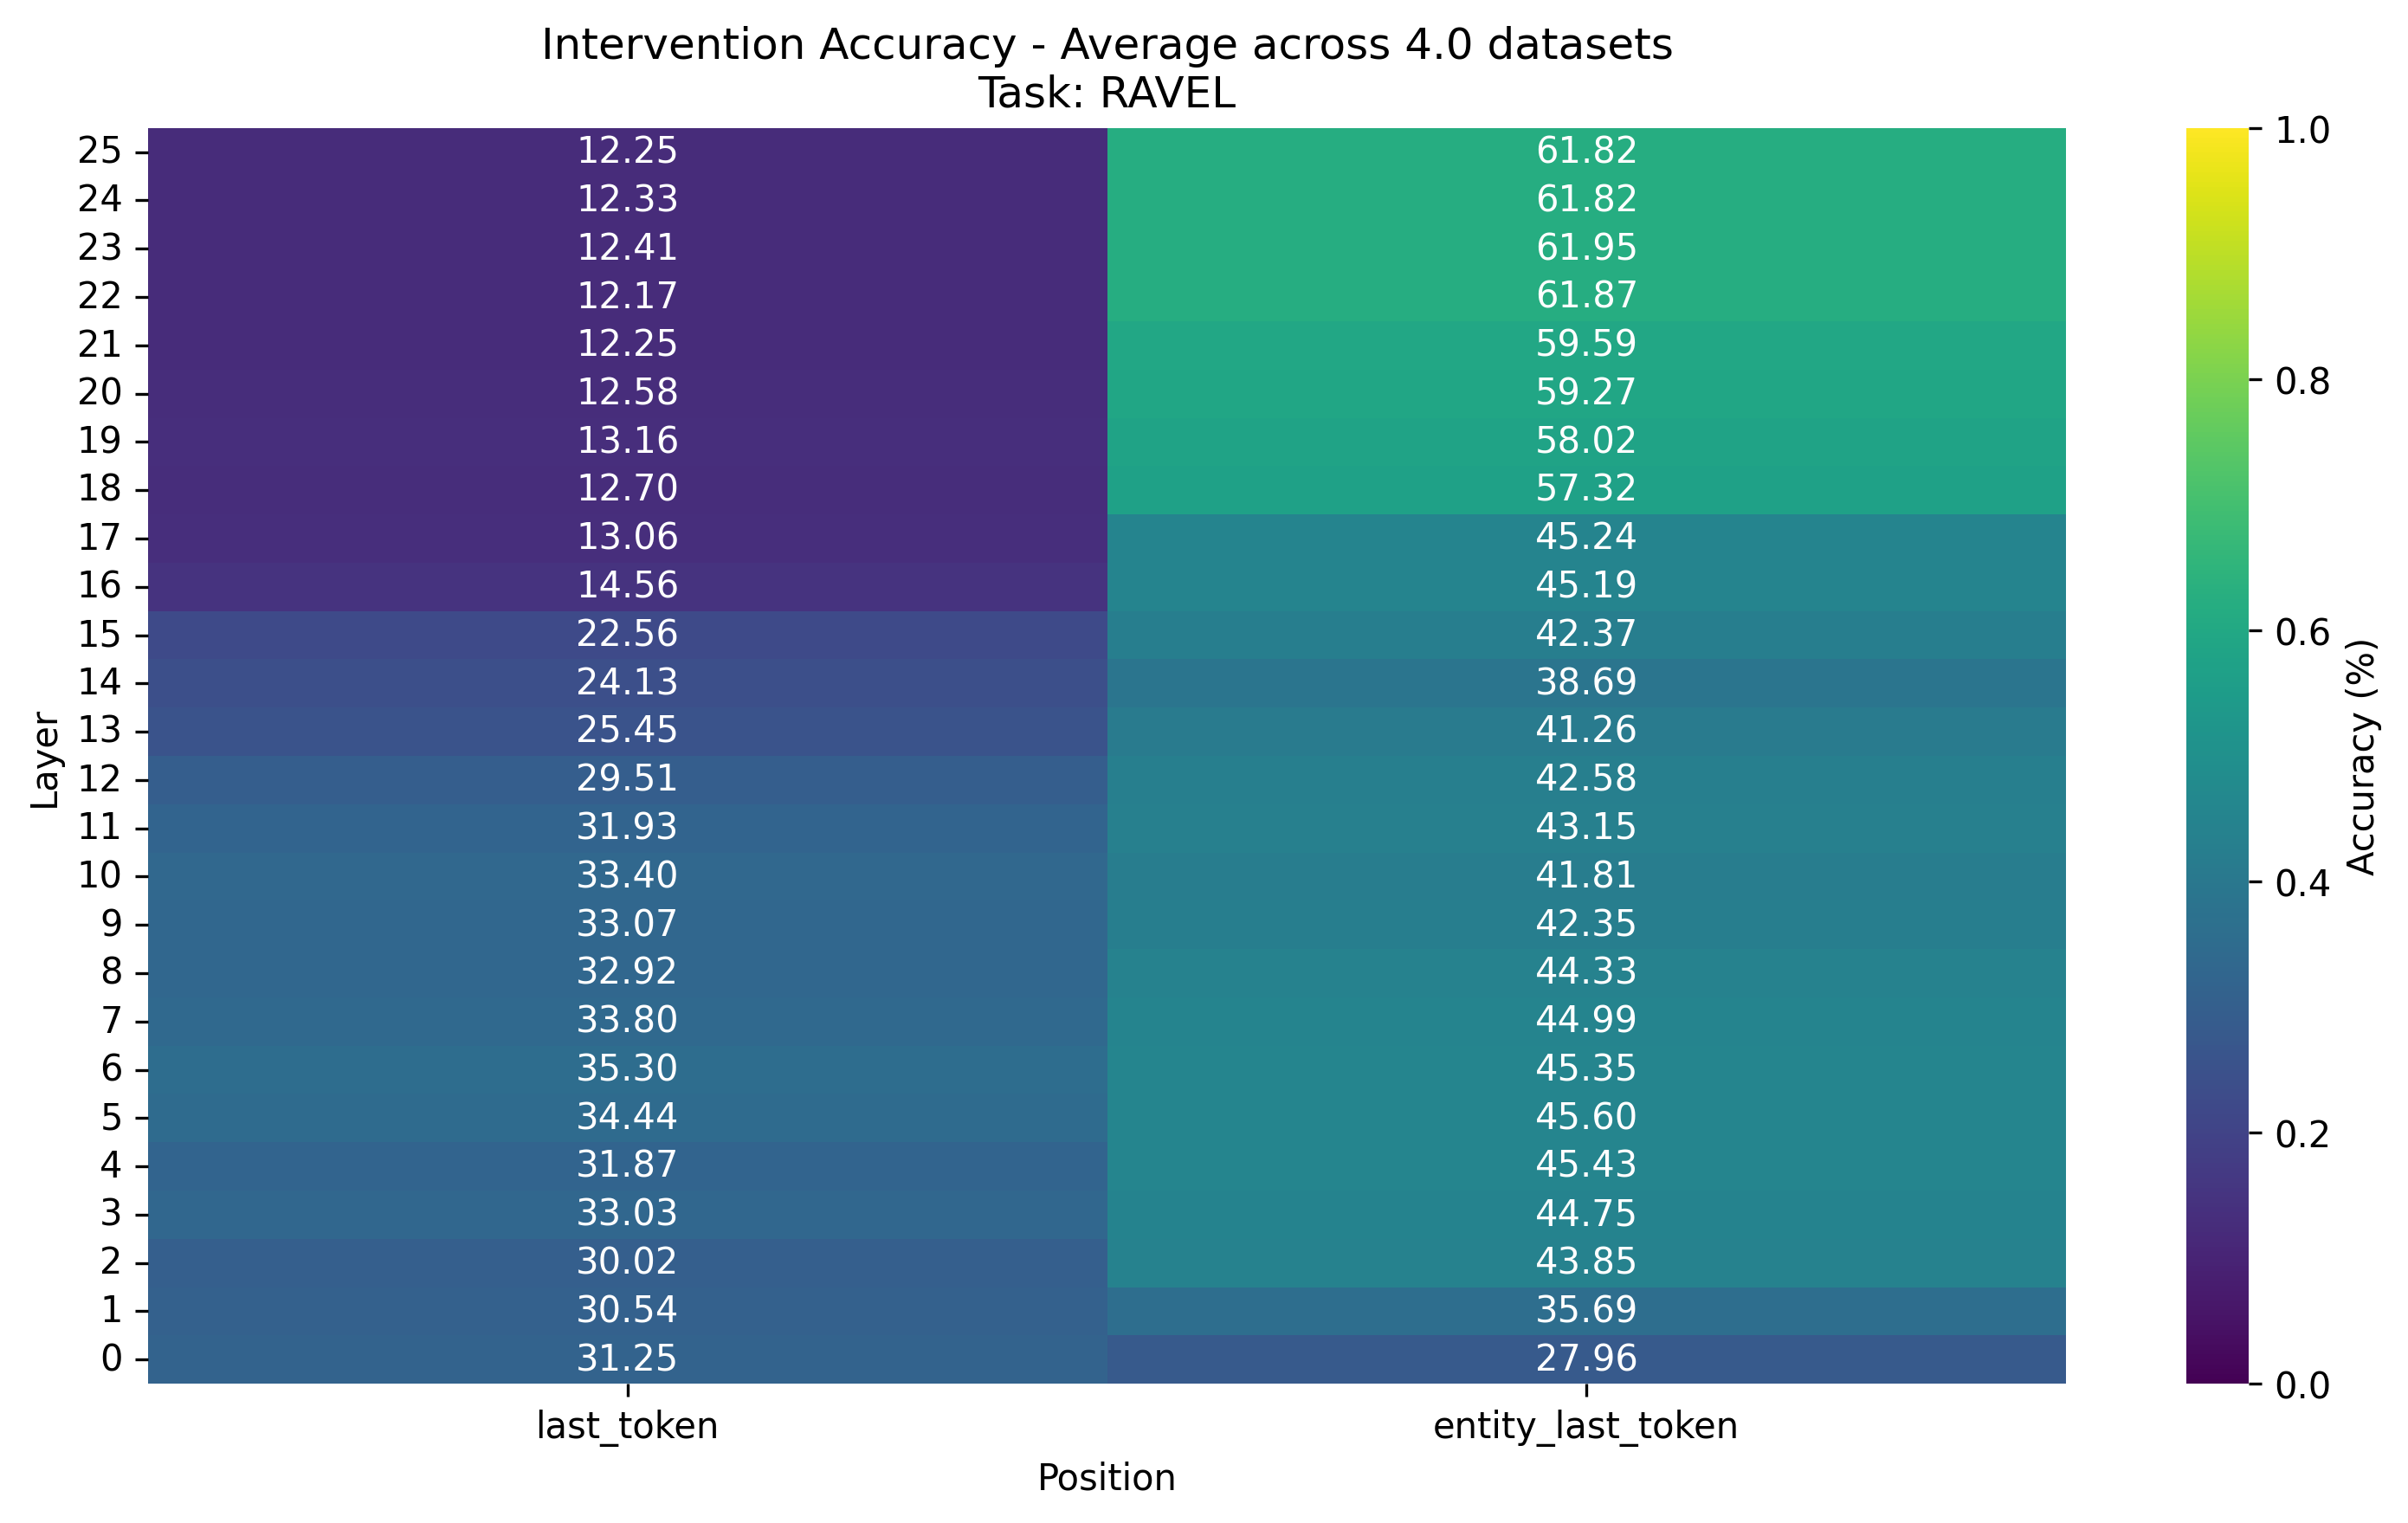 Intervention Accuracy - Average across 4.0 datasets
Task: RAVEL
25 12.25 61.82
24 12.33 61.82
23 12.41 61.95
22 12.17 61.87
21 12.25 59.59
20 12.58 59.27
19 13.16 58.02
18 12.70 57.32
17 13.06 45.24
16 14.56 45.19
15 22.56 42.37
14 24.13 38.69
13 25.45 41.26
12 29.51 42.58
11 31.93 43.15
10 33.40 41.81
9 33.07 42.35
8 32.92 44.33
7 33.80 44.99
6 35.30 45.35
5 34.44 45.60
4 31.87 45.43
3 33.03 44.75
2 30.02 43.85
1 30.54 35.69
0 31.25 27.96
last_token entity_last_token
Position
Layer
1.0
0.8
0.6
0.4
0.2
0.0
Accuracy (%)